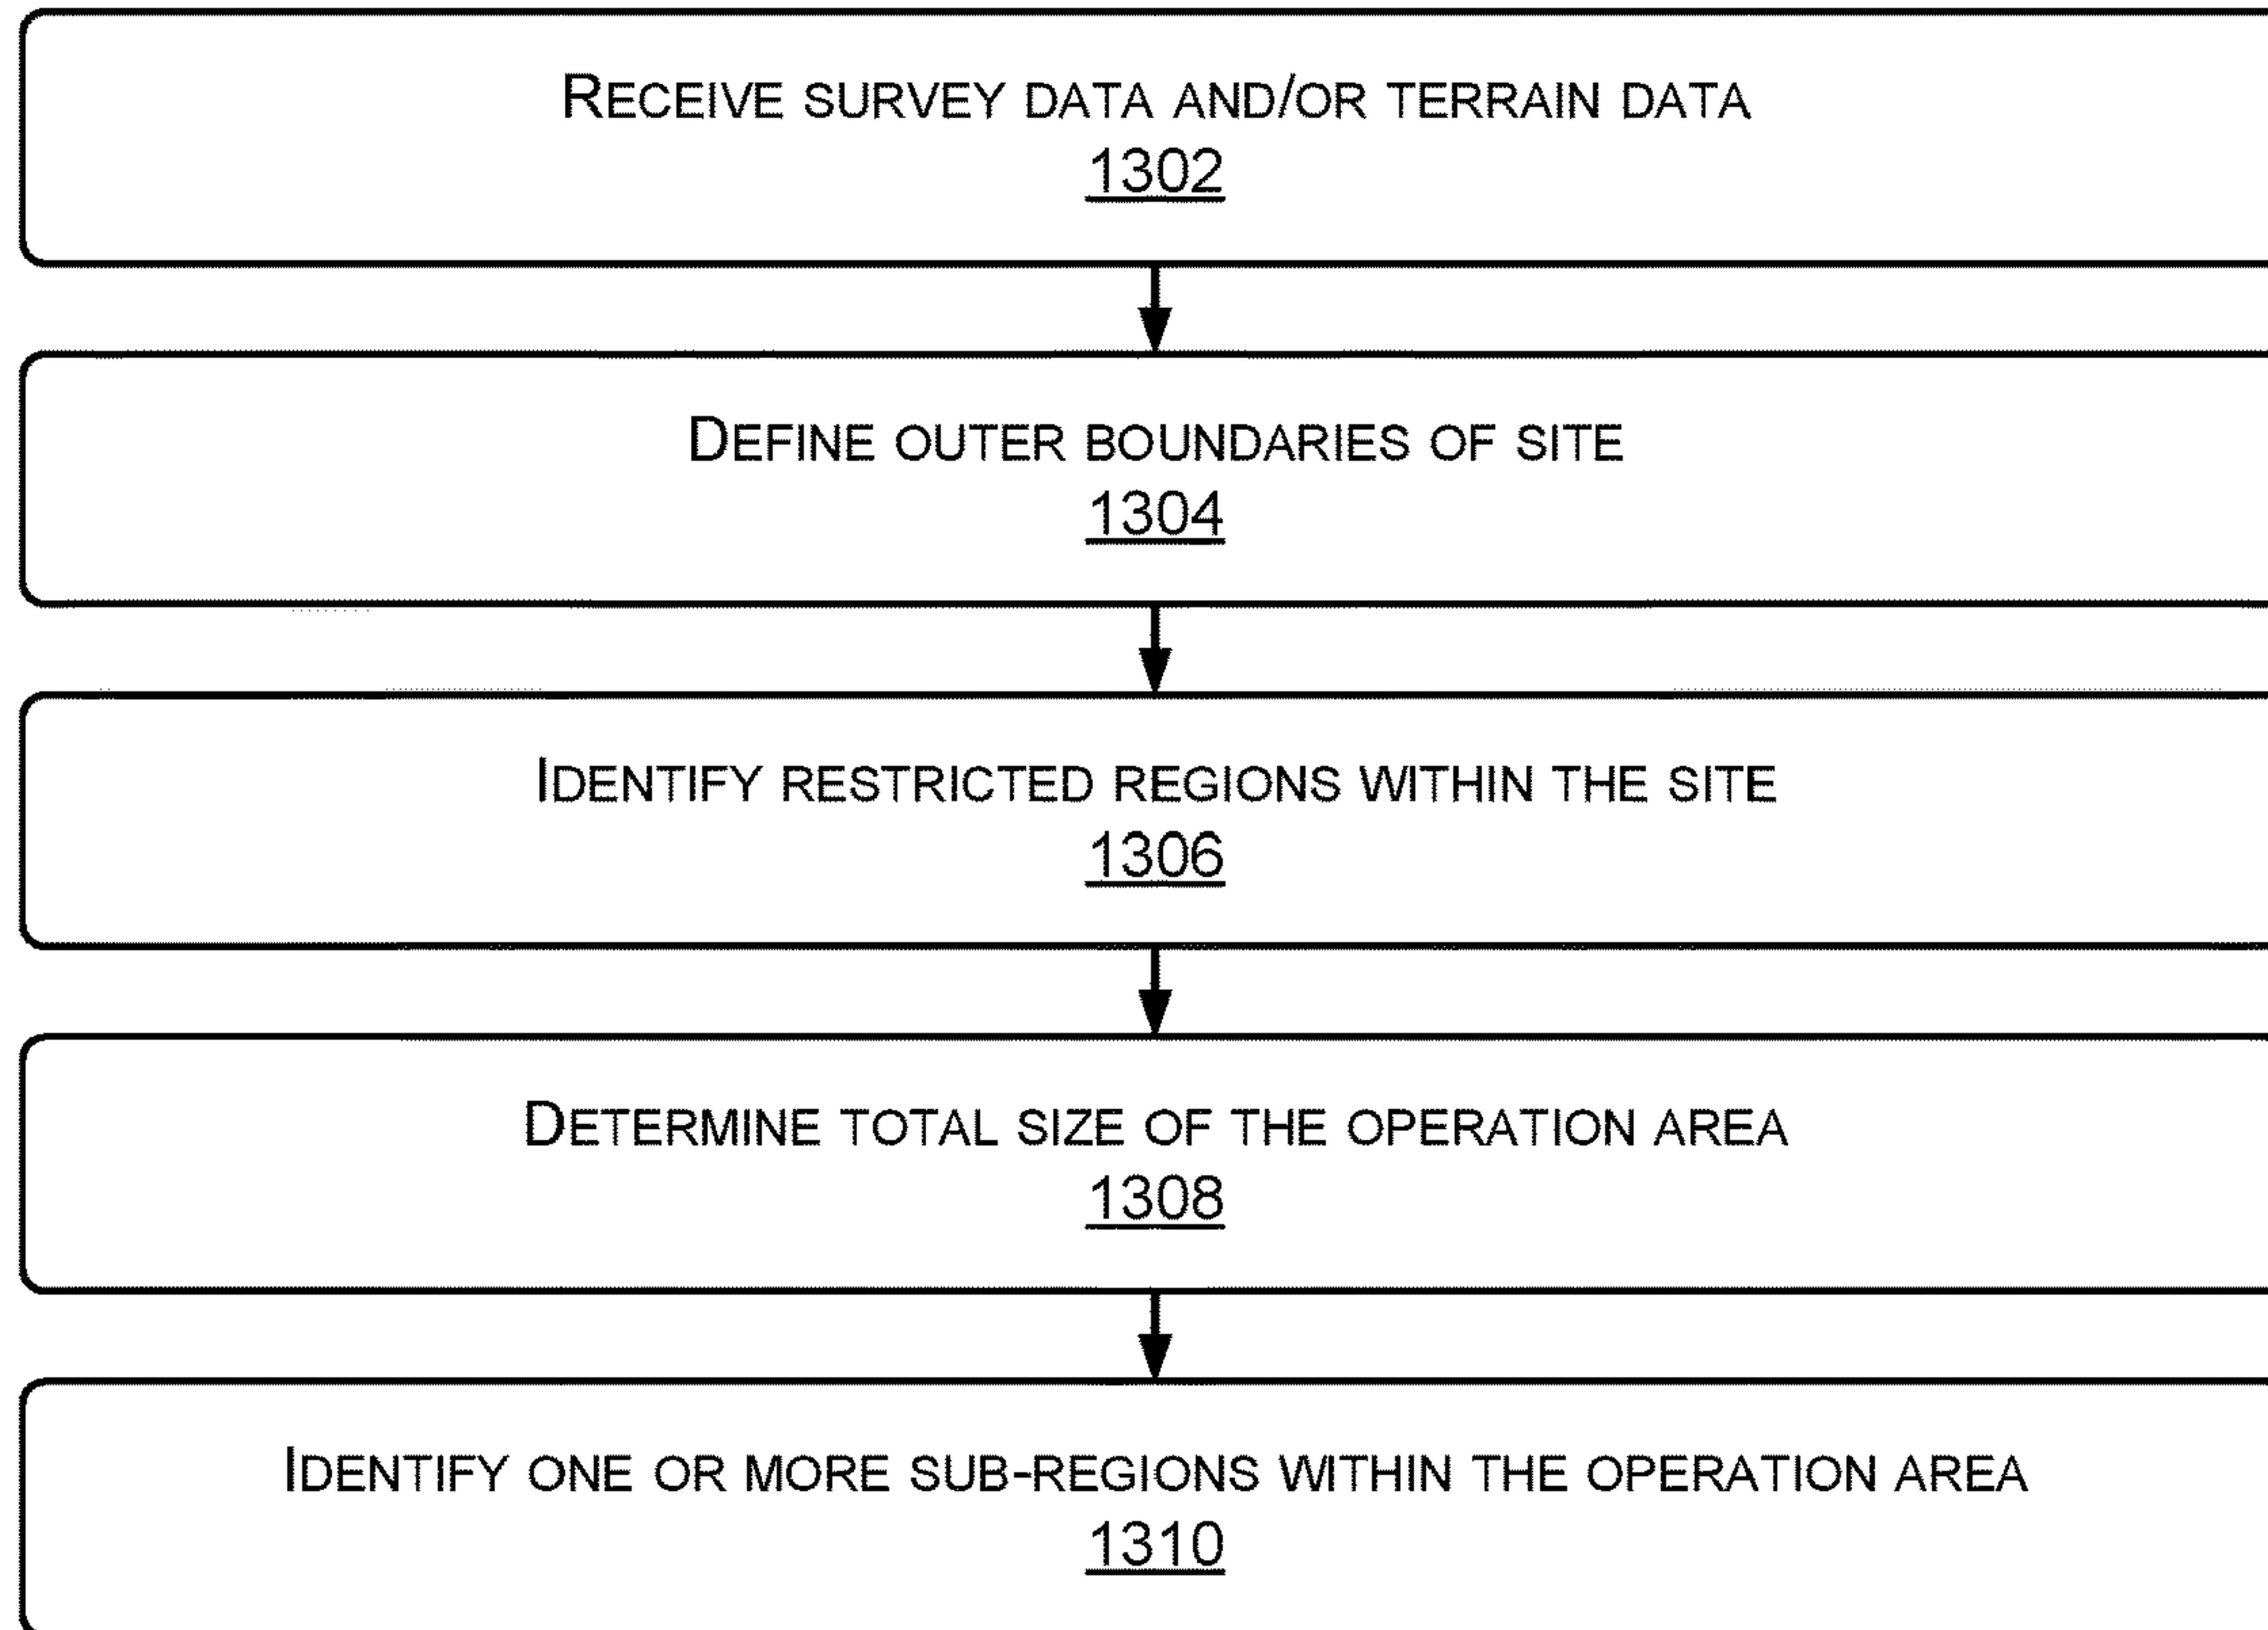 RECEIVE SURVEY DATA AND/OR TERRAIN DATA
1302
DEFINE OUTER BOUNDARIES OF SITE
1304
IDENTIFY RESTRICTED REGIONS WITHIN THE SITE
1306
DETERMINE TOTAL SIZE OF THE OPERATION AREA
1308
IDENTIFY ONE OR MORE SUB-REGIONS WITHIN THE OPERATION AREA
1310